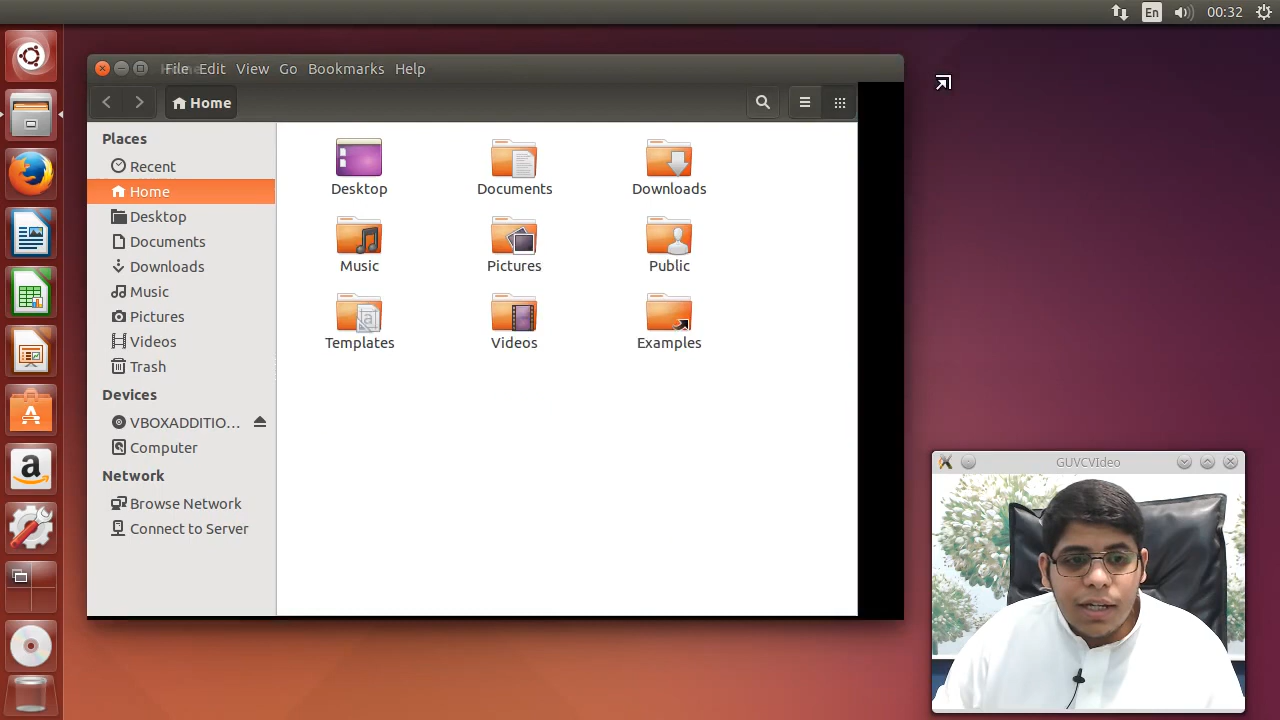 En 00:32
File Edit View Go Bookmarks Help
Home
Places
Recent
Home
Desktop
Documents
Downloads
Music
Pictures
Videos
Trash
Devices
VBOXADDITIO...
Computer
Network
Browse Network
Connect to Server
Desktop Documents Downloads
Music Pictures Public
Templates Videos Examples
GUVCVIdeo